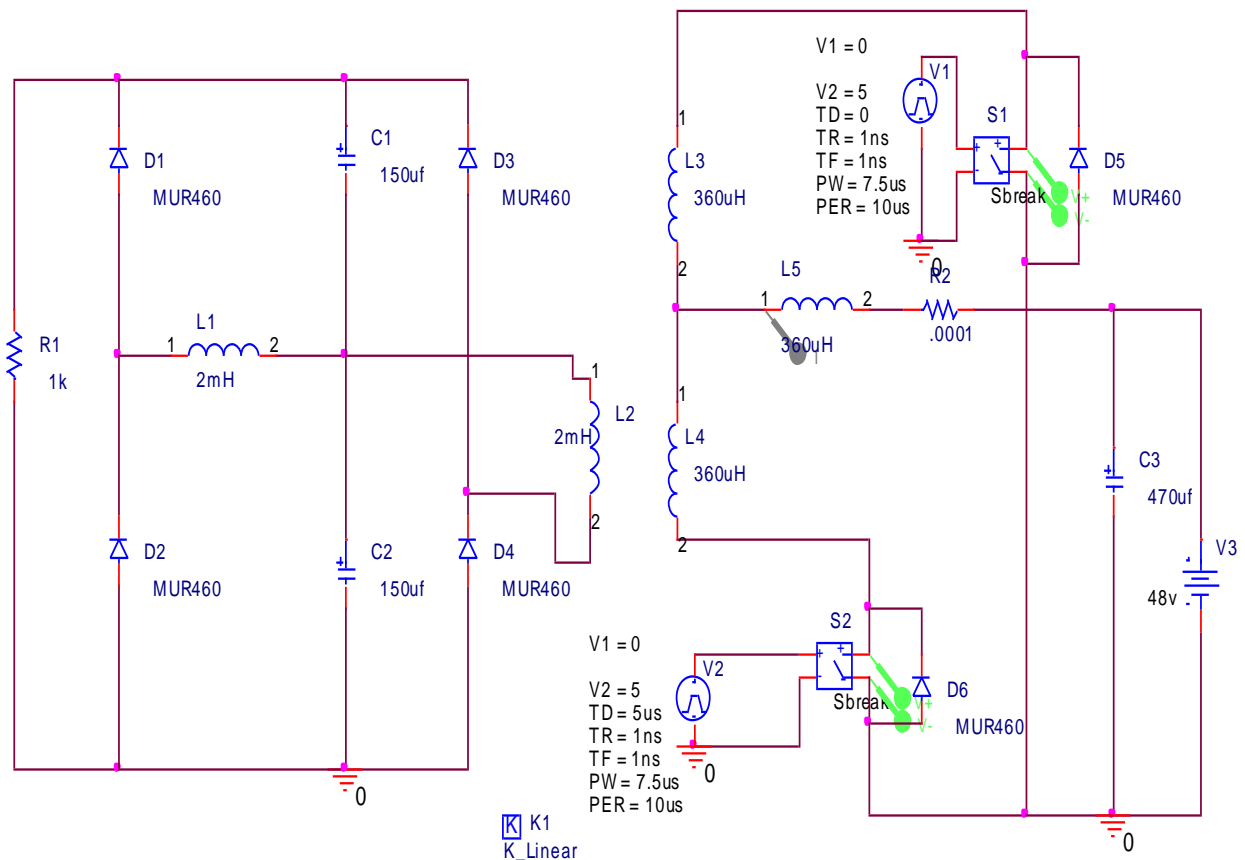 V1 = 0
V2 = 5
TD = 0
TR = 1ns
TF = 1ns
PW = 7.5us
PER = 10us
V1
S1
Sbreak
0
D5
MUR460
V+
V-
D1
MUR460
C1
150uf
D3
MUR460
1
L3
360uH
2
R1
1k
1
L1
2
2mH
1
L2
2mH
2
L5
1
2
360uH
I
R2
.0001
1
L4
360uH
2
C3
470uf
V3
48v
D2
MUR460
C2
150uf
D4
MUR460
0
V1 = 0
V2 = 5
TD = 5us
TR = 1ns
TF = 1ns
PW = 7.5us
PER = 10us
V2
0
S2
Sbreak
D6
MUR460
V+
V-
0
K K1
K_Linear